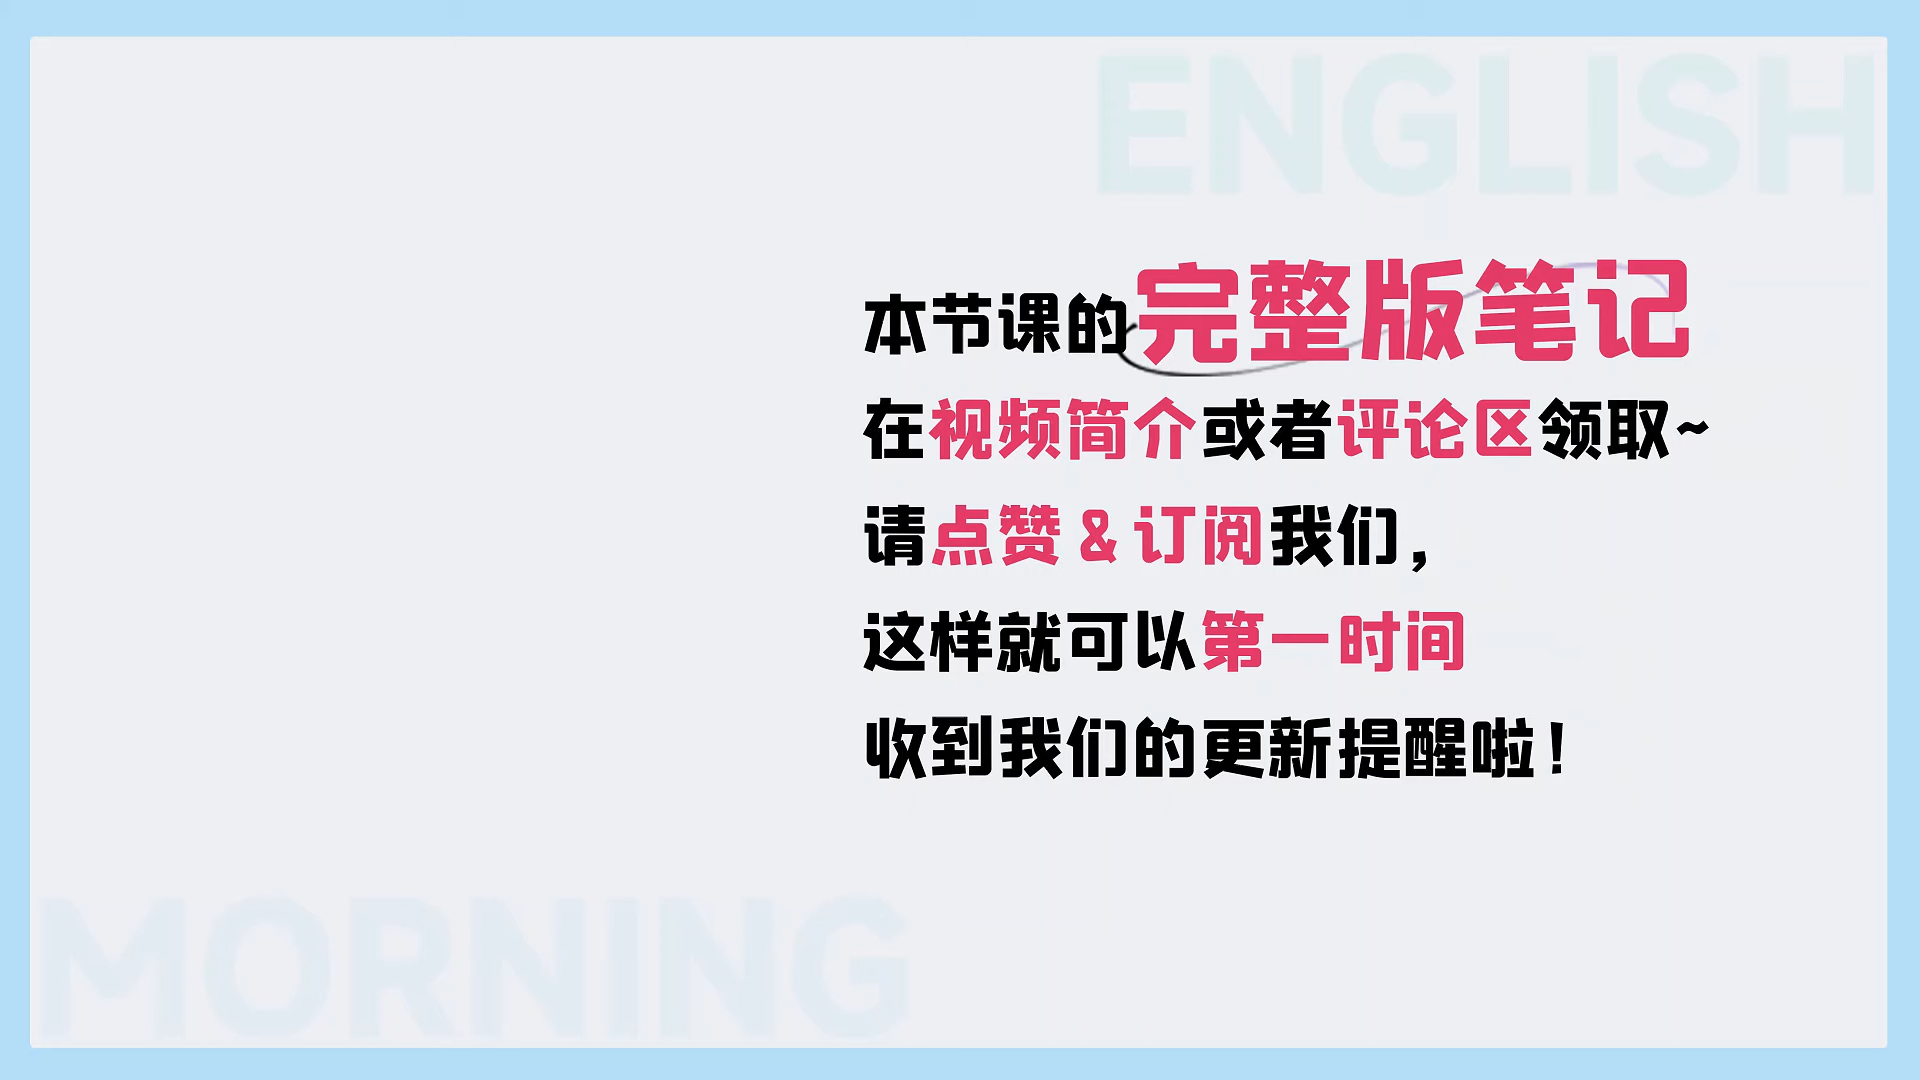 ENGLISH
本节课的完整版笔记
在视频简介或者评论区领取~
请点赞&订阅我们，
这样就可以第一时间
收到我们的更新提醒啦！
MORNING